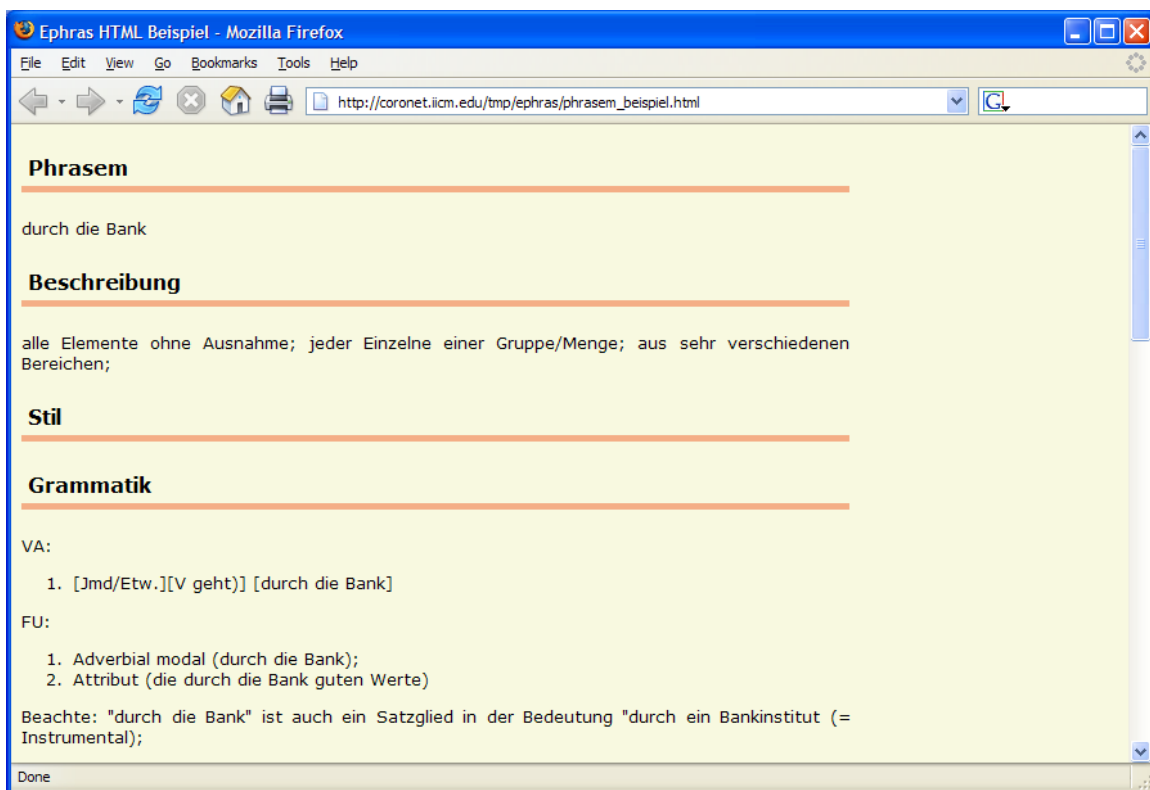 Ephras HTML Beispiel - Mozilla Firefox
File Edit View Go Bookmarks Tools Help
http://coronet.iicm.edu/tmp/ephras/phrasem_beispiel.html
G
Phrasem
durch die Bank
Beschreibung
alle Elemente ohne Ausnahme; jeder Einzelne einer Gruppe/Menge; aus sehr verschiedenen
Bereichen;
Stil
Grammatik
VA:
1. [Jmd/Etw.][V geht)] [durch die Bank]
FU:
1. Adverbial modal (durch die Bank);
2. Attribut (die durch die Bank guten Werte)
Beachte: "durch die Bank" ist auch ein Satzglied in der Bedeutung "durch ein Bankinstitut (=
Instrumental);
Done